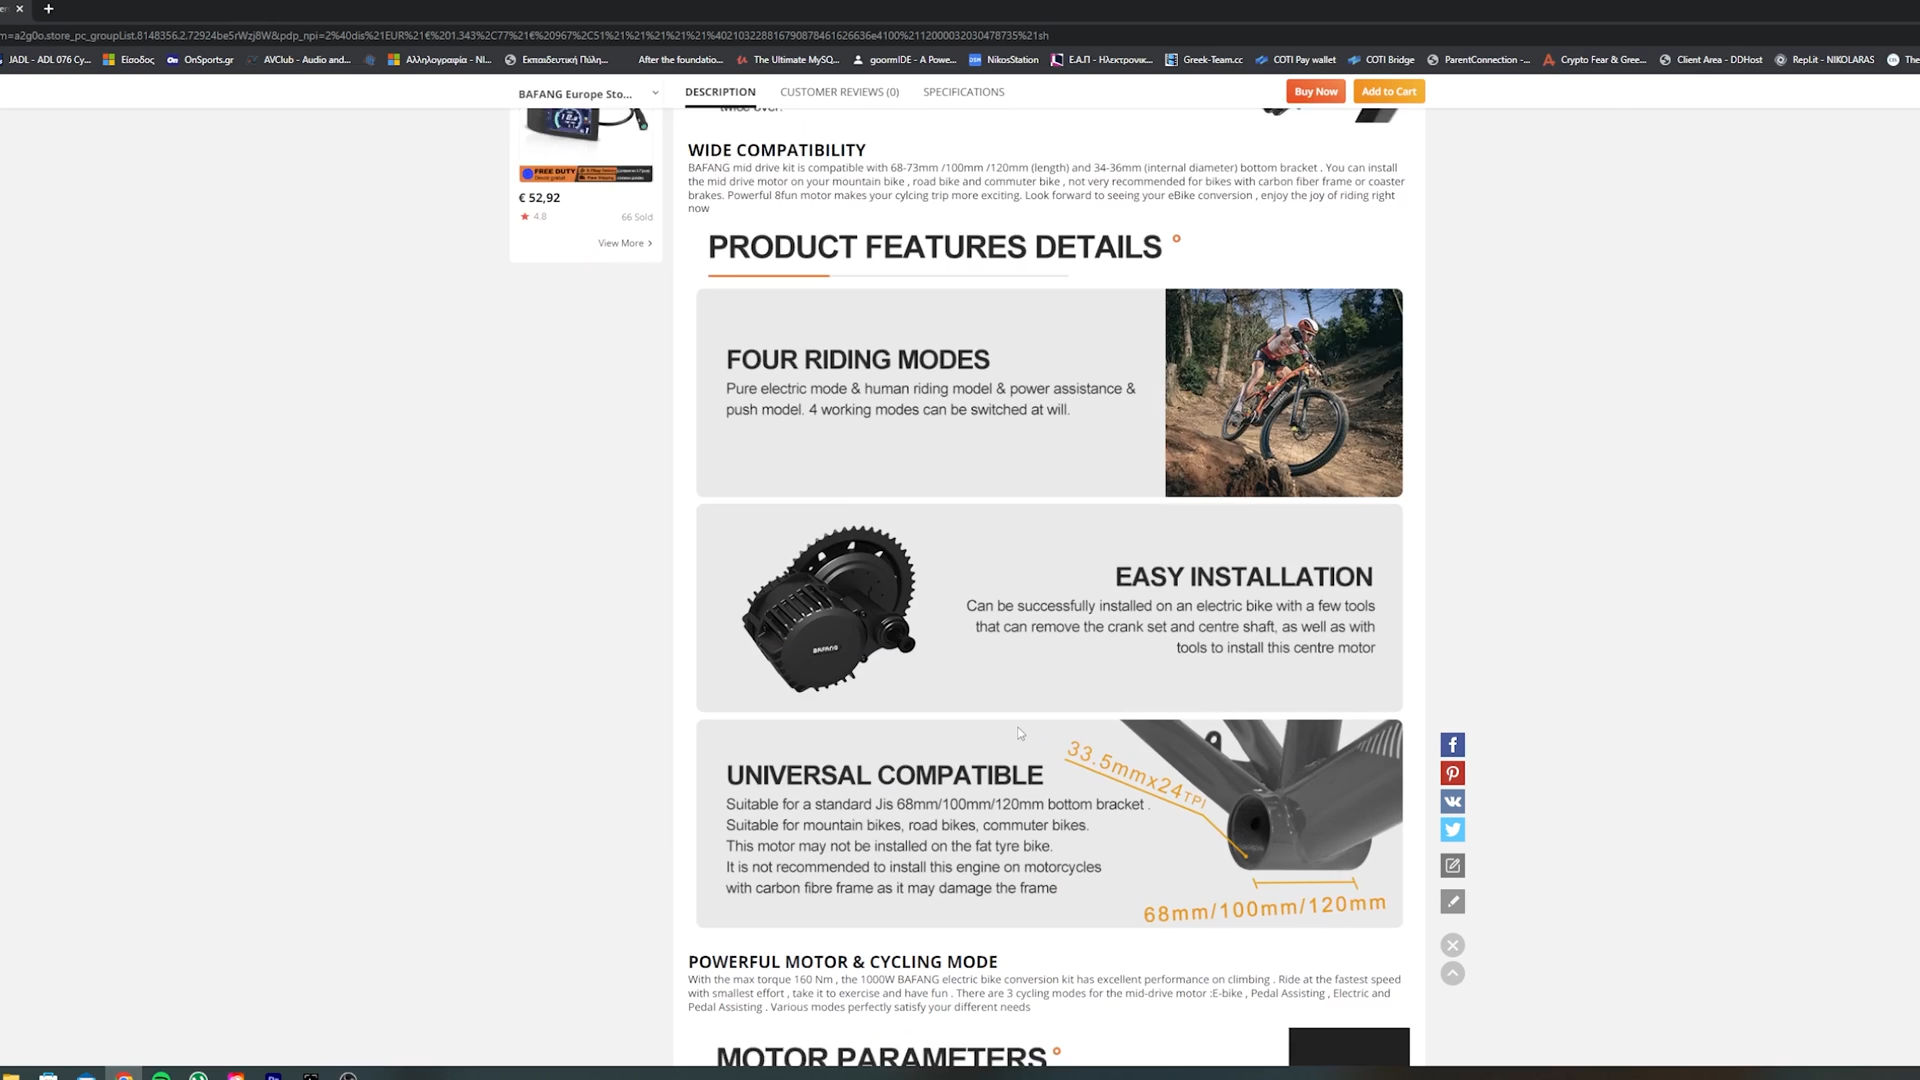 m=a2g0o.store_pc_groupList.8148356.2.72924be5rWzj8W&pdp_npi=2%40dis%21EUR%21€%201.343%2C77%21€%20967%2C51%21%21%21%21%21%402103228816790878461626636e4100%2112000032030478735%21sh
JADL - ADL 076 Cy... Είσοδος OnSports.gr AVClub - Audio and... Αλληλογραφία - NI... Εκπαιδευτική Πύλη... After the foundatio... The Ultimate MySQ... goormIDE - A Powe... NikosStation Ε.Α.Π - Ηλεκτρονικ... Greek-Team.cc COTI Pay wallet COTI Bridge ParentConnection -... Crypto Fear & Gree... Client Area - DDHost Repl.it - NIKOLARAS The
BAFANG Europe Sto... DESCRIPTION CUSTOMER REVIEWS (0) SPECIFICATIONS Buy Now Add to Cart
twice over.
FREE DUTY
€ 52,92
4.8 66 Sold
View More
WIDE COMPATIBILITY
BAFANG mid drive kit is compatible with 68-73mm /100mm /120mm (length) and 34-36mm (internal diameter) bottom bracket . You can install
the mid drive motor on your mountain bike , road bike and commuter bike , not very recommended for bikes with carbon fiber frame or coaster
brakes. Powerful 8fun motor makes your cylcing trip more exciting. Look forward to seeing your eBike conversion , enjoy the joy of riding right
now
PRODUCT FEATURES DETAILS
FOUR RIDING MODES
Pure electric mode & human riding model & power assistance &
push model. 4 working modes can be switched at will.
BAFANG
EASY INSTALLATION
Can be successfully installed on an electric bike with a few tools
that can remove the crank set and centre shaft, as well as with
tools to install this centre motor
UNIVERSAL COMPATIBLE
Suitable for a standard Jis 68mm/100mm/120mm bottom bracket .
Suitable for mountain bikes, road bikes, commuter bikes.
This motor may not be installed on the fat tyre bike.
It is not recommended to install this engine on motorcycles
with carbon fibre frame as it may damage the frame
33.5mmx24TPI
68mm/100mm/120mm
POWERFUL MOTOR & CYCLING MODE
With the max torque 160 Nm , the 1000W BAFANG electric bike conversion kit has excellent performance on climbing . Ride at the fastest speed
with smallest effort , take it to exercise and have fun . There are 3 cycling modes for the mid-drive motor :E-bike , Pedal Assisting , Electric and
Pedal Assisting . Various modes perfectly satisfy your different needs
MOTOR PARAMETERS